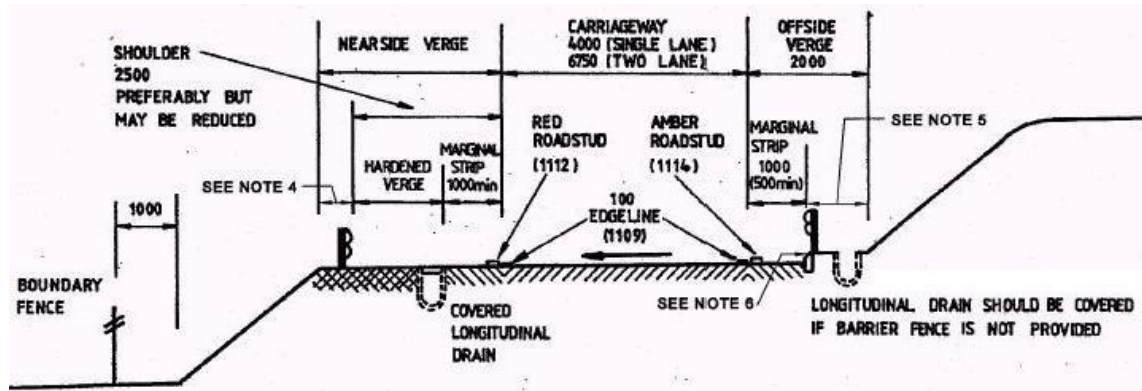 SHOULDER
2500
PREFERABLY BUT
MAY BE REDUCED
NEARSIDE VERGE
CARRIAGEWAY
4000 (SINGLE LANE)
6750 (TWO LANE)
OFFSIDE
VERGE
2000
SEE NOTE 4
HARDENED
VERGE
MARGINAL
STRIP
1000min
RED
ROADSTUD
(1112)
AMBER
ROADSTUD
(1114)
MARGINAL
STRIP
1000
(500min)
SEE NOTE 5
1000
100
EDGELINE
(1109)
BOUNDARY
FENCE
COVERED
LONGITUDINAL
DRAIN
SEE NOTE 6
LONGITUDINAL DRAIN SHOULD BE COVERED
IF BARRIER FENCE IS NOT PROVIDED